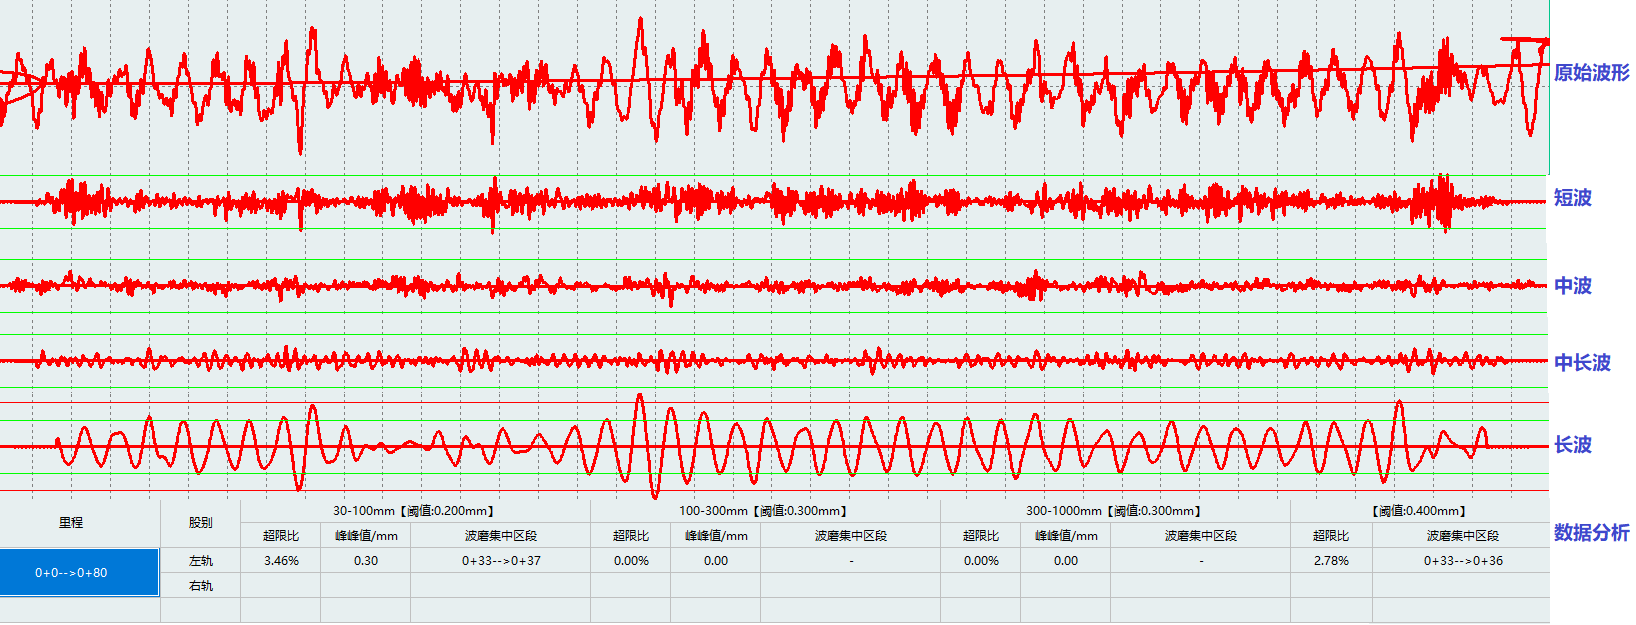 原始波形
短波
中波
中长波
长波
数据分析
里程 股别 30-100mm【阈值:0.200mm】 100-300mm【阈值:0.300mm】 300-1000mm【阈值:0.300mm】 【阈值:0.400mm】
超限比 峰峰值/mm 波磨集中区段 超限比 峰峰值/mm 波磨集中区段 超限比 峰峰值/mm 波磨集中区段 超限比 波磨集中区段
0+0-->0+80 左轨 3.46% 0.30 0+33-->0+37 0.00% 0.00 - 0.00% 0.00 - 2.78% 0+33-->0+36
右轨